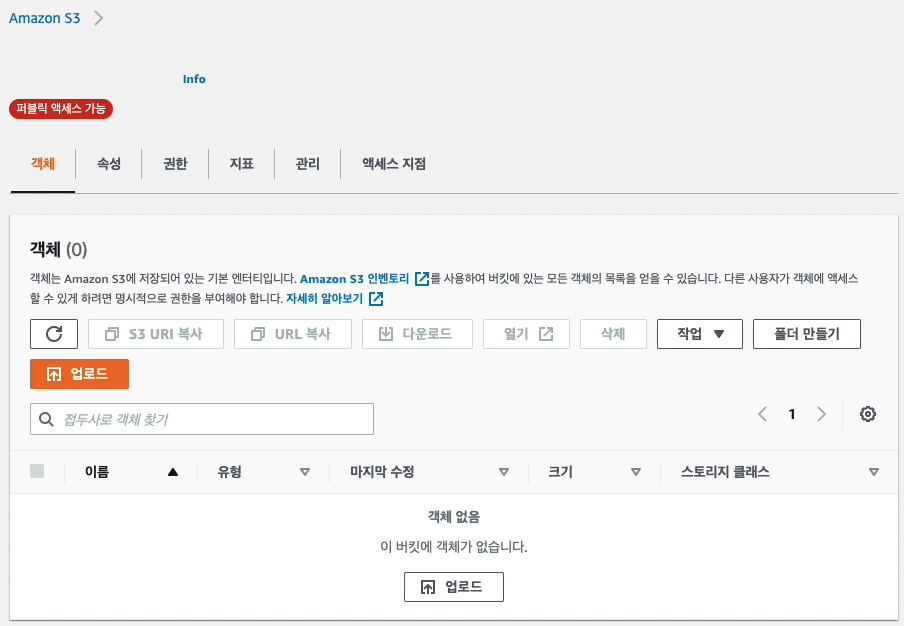 Amazon S3
Info
퍼블릭 액세스 가능
객체 속성 권한 지표 관리 액세스 지점
객체 (0)
객체는 Amazon S3에 저장되어 있는 기본 엔터티입니다. Amazon S3 인벤토리 를 사용하여 버킷에 있는 모든 객체의 목록을 얻을 수 있습니다. 다른 사용자가 객체에 액세스
할 수 있게 하려면 명시적으로 권한을 부여해야 합니다. 자세히 알아보기
S3 URI 복사 URL 복사 다운로드 열기 삭제 작업 폴더 만들기
업로드
접두사로 객체 찾기 1
이름 유형 마지막 수정 크기 스토리지 클래스
객체 없음
이 버킷에 객체가 없습니다.
업로드